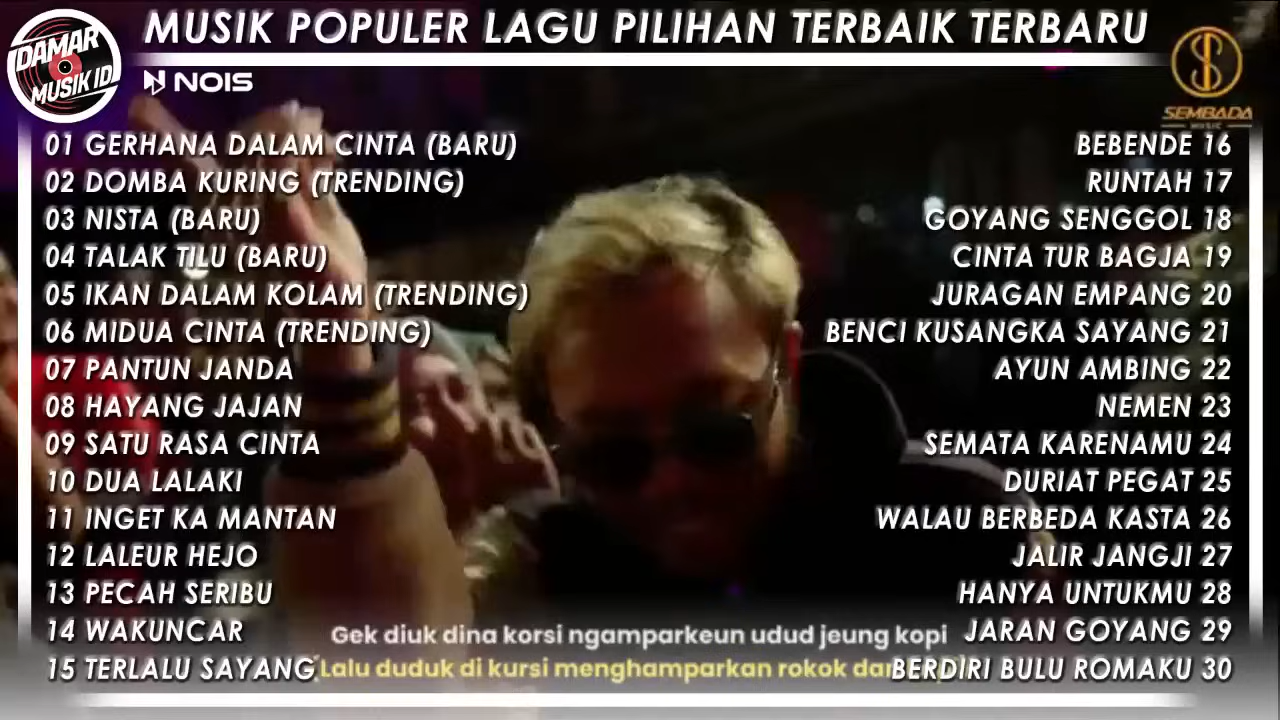 MUSIK POPULER LAGU PILIHAN TERBAIK TERBARU
DAMAR
MUSIK ID
NOIS
SEMBADA
MUSIC
01 GERHANA DALAM CINTA (BARU)
02 DOMBA KURING (TRENDING)
03 NISTA (BARU)
04 TALAK TILU (BARU)
05 IKAN DALAM KOLAM (TRENDING)
06 MIDUA CINTA (TRENDING)
07 PANTUN JANDA
08 HAYANG JAJAN
09 SATU RASA CINTA
10 DUA LALAKI
11 INGET KA MANTAN
12 LALEUR HEJO
13 PECAH SERIBU
14 WAKUNCAR
15 TERLALU SAYANG
BEBENDE 16
RUNTAH 17
GOYANG SENGGOL 18
CINTA TUR BAGJA 19
JURAGAN EMPANG 20
BENCI KUSANGKA SAYANG 21
AYUN AMBING 22
NEMEN 23
SEMATA KARENAMU 24
DURIAT PEGAT 25
WALAU BERBEDA KASTA 26
JALIR JANGJI 27
HANYA UNTUKMU 28
JARAN GOYANG 29
BERDIRI BULU ROMAKU 30
Gek diuk dina korsi ngamparkeun udud jeung kopi
Lalu duduk di kursi menghamparkan rokok